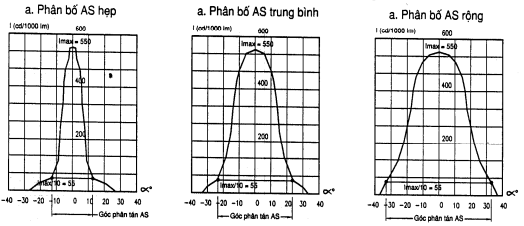 a. Phân bố AS hẹp
I (cd/1000 lm)
600
Imax = 550
400
200
Imax/10 = 55
-40 -30 -20 -10 0 10 20 30 40
∝°
Góc phân tán AS
a. Phân bố AS trung bình
I (cd/1000 lm)
600
Imax = 550
400
200
Imax/10 = 55
-40 -30 -20 -10 0 10 20 30 40
∝°
Góc phân tán AS
a. Phân bố AS rộng
I (cd/1000 lm)
600
Imax = 550
400
200
Imax/10 = 55
-40 -30 -20 -10 0 10 20 30 40
∝°
Góc phân tán AS